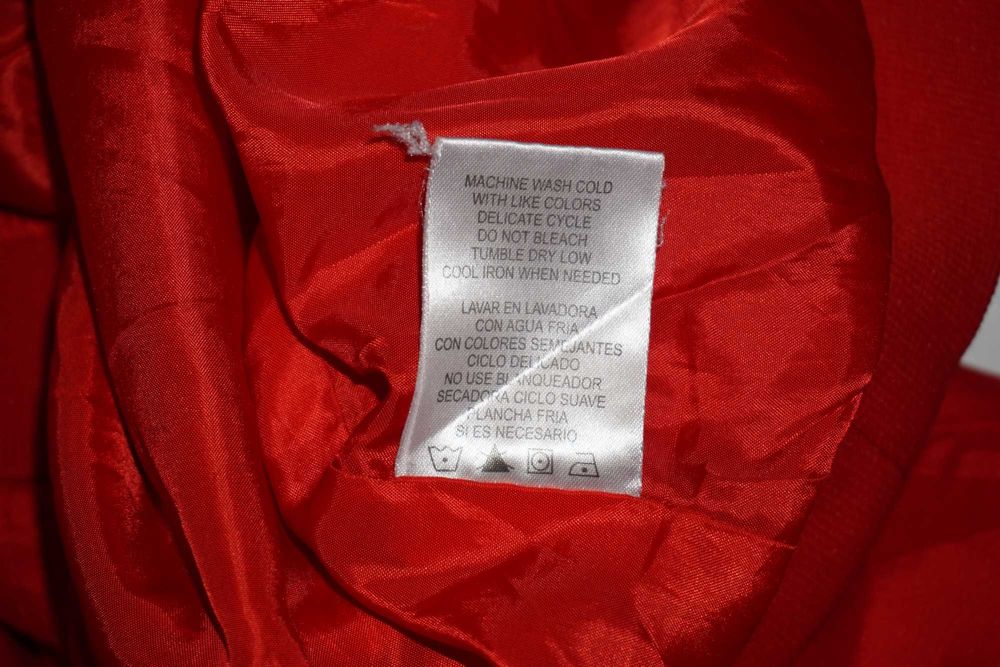 MACHINE WASH COLD
WITH LIKE COLORS
DELICATE CYCLE
DO NOT BLEACH
TUMBLE DRY LOW
COOL IRON WHEN NEEDED
LAVAR EN LAVADORA
CON AGUA FRIA
CON COLORES SEMEJANTES
CICLO DELICADO
NO USE BLANQUEADOR
SECADORA CICLO SUAVE
PLANCHA FRIA
SI ES NECESARIO